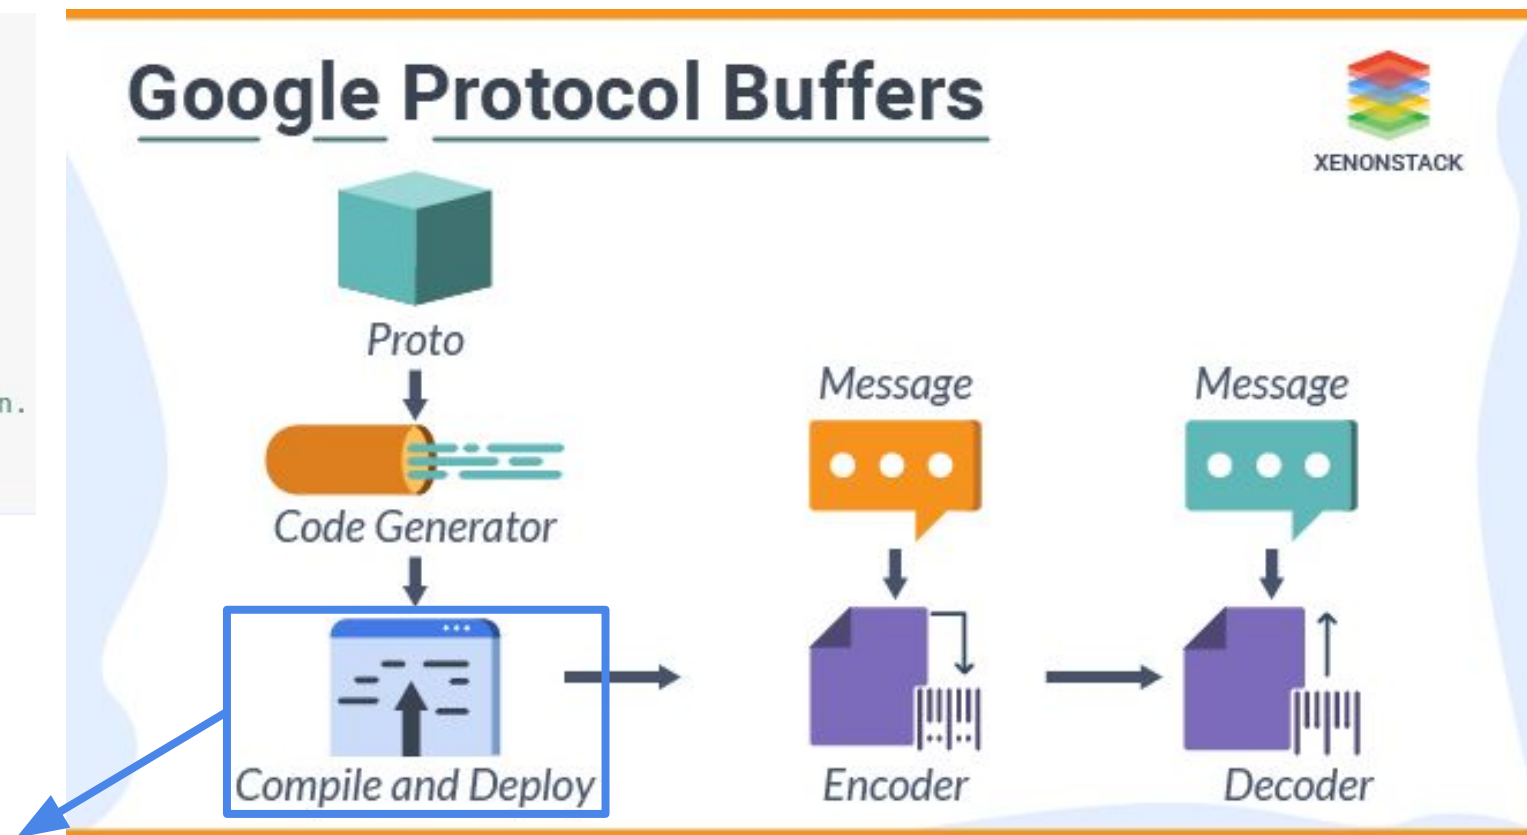 Google Protocol Buffers
XENONSTACK
n.
Proto
Code Generator
Compile and Deploy
Message
Encoder
Message
Decoder